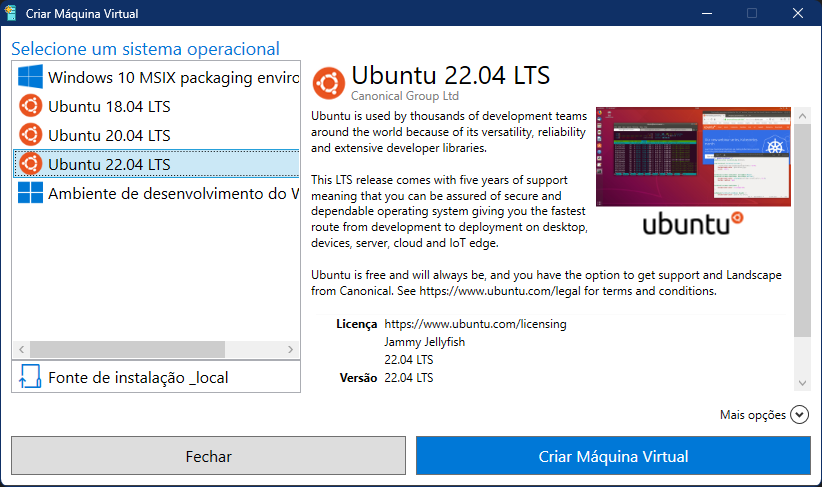 Criar Máquina Virtual
Selecione um sistema operacional
Windows 10 MSIX packaging enviro
Ubuntu 18.04 LTS
Ubuntu 20.04 LTS
Ubuntu 22.04 LTS
Ambiente de desenvolvimento do W
Fonte de instalação _local
Ubuntu 22.04 LTS
Canonical Group Ltd
Ubuntu is used by thousands of development teams
around the world because of its versatility, reliability
and extensive developer libraries.
This LTS release comes with five years of support
meaning that you can be assured of secure and
dependable operating system giving you the fastest
route from development to deployment on desktop,
devices, server, cloud and IoT edge.
ubuntu
Ubuntu is free and will always be, and you have the option to get support and Landscape
from Canonical. See https://www.ubuntu.com/legal for terms and conditions.
Licença https://www.ubuntu.com/licensing
Jammy Jellyfish
22.04 LTS
Versão 22.04 LTS
Mais opções
Fechar
Criar Máquina Virtual